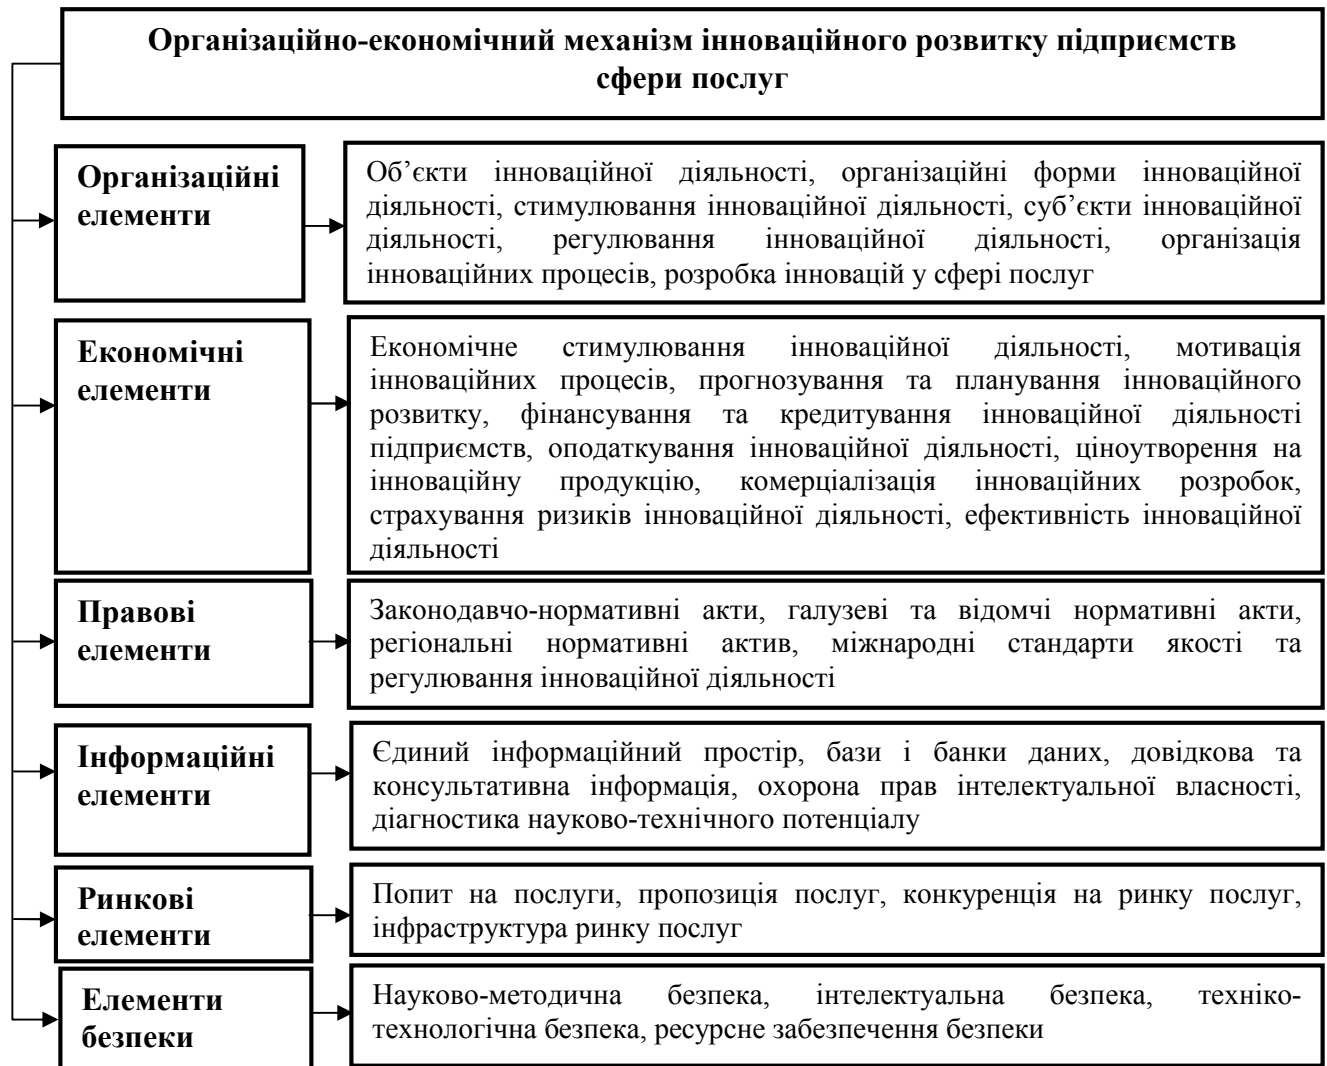 Організаційно-економічний механізм інноваційного розвитку підприємств
сфери послуг
Організаційні
елементи
Об’єкти інноваційної діяльності, організаційні форми інноваційної
діяльності, стимулювання інноваційної діяльності, суб’єкти інноваційної
діяльності, регулювання інноваційної діяльності, організація
інноваційних процесів, розробка інновацій у сфері послуг
Економічні
елементи
Економічне стимулювання інноваційної діяльності, мотивація
інноваційних процесів, прогнозування та планування інноваційного
розвитку, фінансування та кредитування інноваційної діяльності
підприємств, оподаткування інноваційної діяльності, ціноутворення на
інноваційну продукцію, комерціалізація інноваційних розробок,
страхування ризиків інноваційної діяльності, ефективність інноваційної
діяльності
Правові
елементи
Законодавчо-нормативні акти, галузеві та відомчі нормативні акти,
регіональні нормативні актив, міжнародні стандарти якості та
регулювання інноваційної діяльності
Інформаційні
елементи
Єдиний інформаційний простір, бази і банки даних, довідкова та
консультативна інформація, охорона прав інтелектуальної власності,
діагностика науково-технічного потенціалу
Ринкові
елементи
Попит на послуги, пропозиція послуг, конкуренція на ринку послуг,
інфраструктура ринку послуг
Елементи
безпеки
Науково-методична безпека, інтелектуальна безпека, техніко-
технологічна безпека, ресурсне забезпечення безпеки